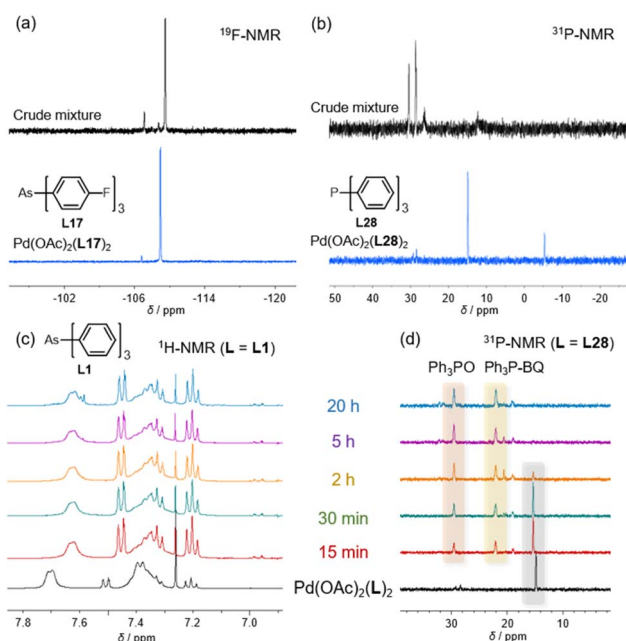 (a)
¹⁹F-NMR
Crude mixture
As
F
3
L17
Pd(OAc)₂(L17)₂
-102 -108 -114 -120
δ / ppm
(b)
³¹P-NMR
Crude mixture
P
3
L28
Pd(OAc)₂(L28)₂
50 40 30 20 10 0 -10 -20
δ / ppm
(c)
As
3
L1
¹H-NMR (L = L1)
7.8 7.6 7.4 7.2 7.0
δ / ppm
(d)
³¹P-NMR (L = L28)
Ph₃PO Ph₃P-BQ
20 h
5 h
2 h
30 min
15 min
Pd(OAc)₂(L)₂
30 20 10
δ / ppm